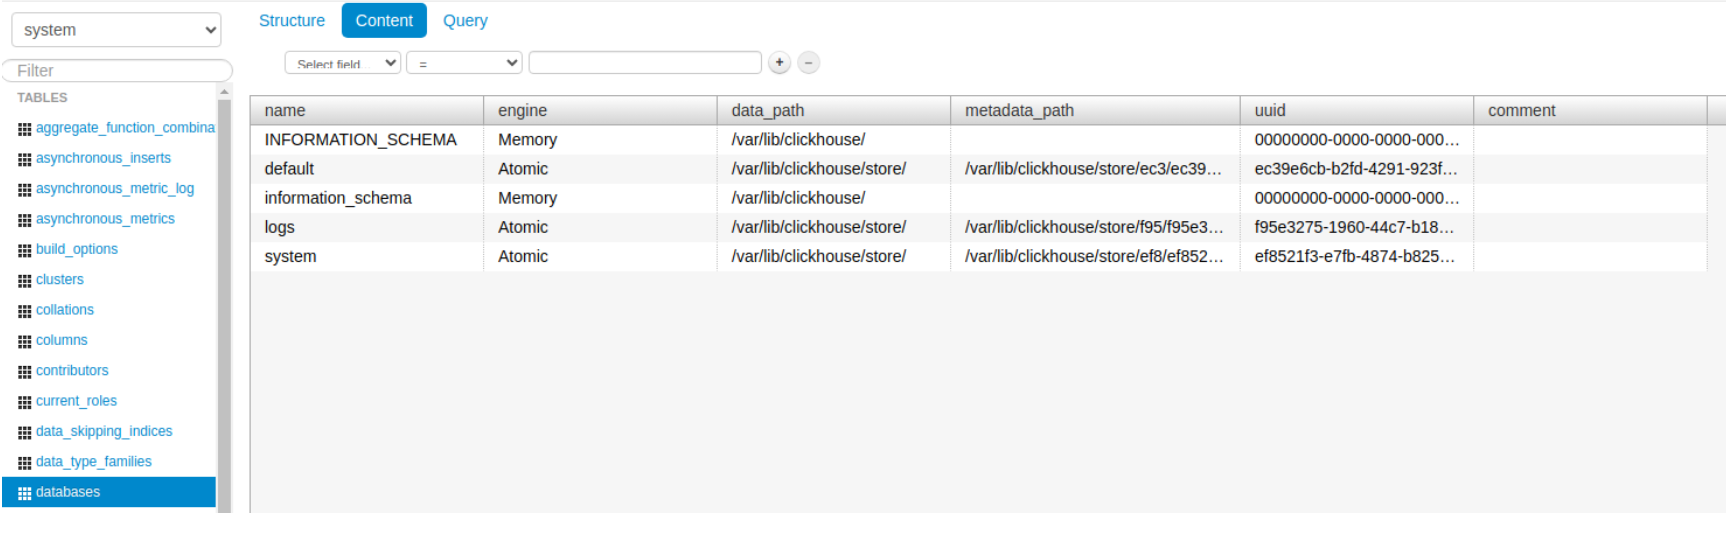 system
Structure Content Query
Filter
Select field... =
+ −
TABLES
aggregate_function_combina
asynchronous_inserts
asynchronous_metric_log
asynchronous_metrics
build_options
clusters
collations
columns
contributors
current_roles
data_skipping_indices
data_type_families
databases
name engine data_path metadata_path uuid comment
INFORMATION_SCHEMA Memory /var/lib/clickhouse/ 00000000-0000-0000-000...
default Atomic /var/lib/clickhouse/store/ /var/lib/clickhouse/store/ec3/ec39... ec39e6cb-b2fd-4291-923f...
information_schema Memory /var/lib/clickhouse/ 00000000-0000-0000-000...
logs Atomic /var/lib/clickhouse/store/ /var/lib/clickhouse/store/f95/f95e3... f95e3275-1960-44c7-b18...
system Atomic /var/lib/clickhouse/store/ /var/lib/clickhouse/store/ef8/ef852... ef8521f3-e7fb-4874-b825...